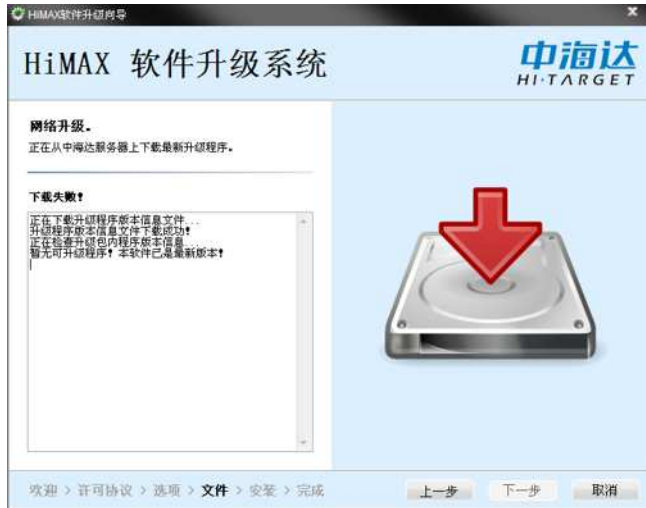 HiMAX软件升级向导
HiMAX 软件升级系统
中海达
HI·TARGET
网络升级。
正在从中海达服务器上下载最新升级程序。
下载失败！
正在下载升级程序版本信息文件...
升级程序版本信息文件下载成功！
正在检查升级包内程序版本信息...
暂无可升级程序！本软件已是最新版本！
欢迎 > 许可协议 > 选项 > 文件 > 安装 > 完成
上一步
下一步
取消